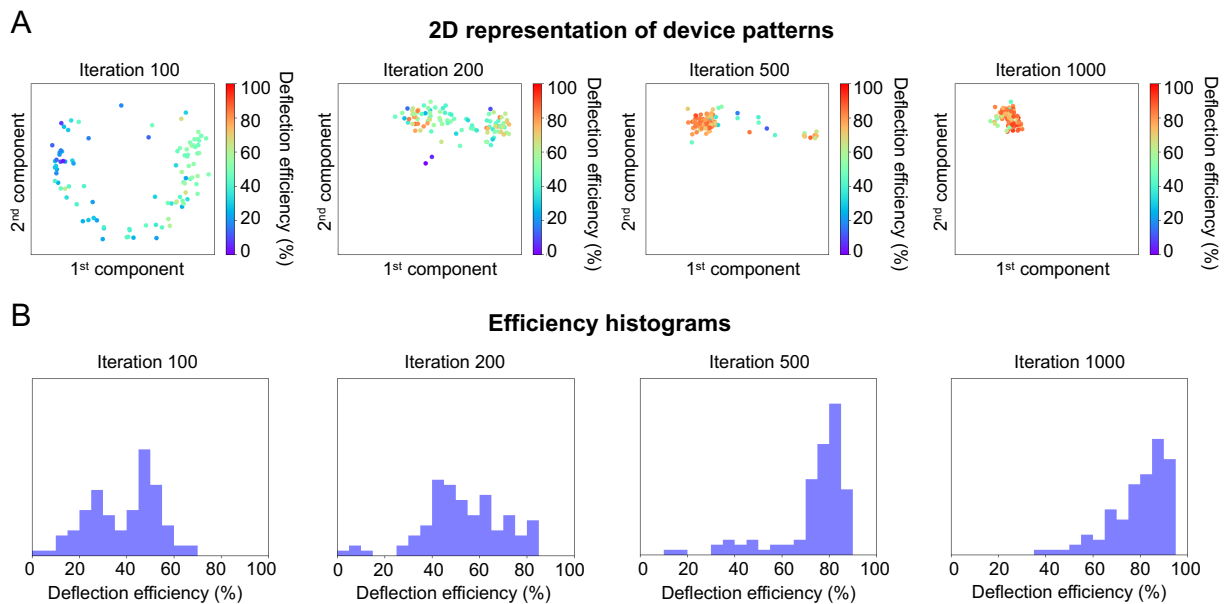 A
2D representation of device patterns
Iteration 100
Iteration 200
Iteration 500
Iteration 1000
2nd component
1st component
100
80
60
40
20
0
Deflection efficiency (%)
2nd component
1st component
100
80
60
40
20
0
Deflection efficiency (%)
2nd component
1st component
100
80
60
40
20
0
Deflection efficiency (%)
2nd component
1st component
100
80
60
40
20
0
Deflection efficiency (%)
B
Efficiency histograms
Iteration 100
Iteration 200
Iteration 500
Iteration 1000
0 20 40 60 80 100
Deflection efficiency (%)
0 20 40 60 80 100
Deflection efficiency (%)
0 20 40 60 80 100
Deflection efficiency (%)
0 20 40 60 80 100
Deflection efficiency (%)